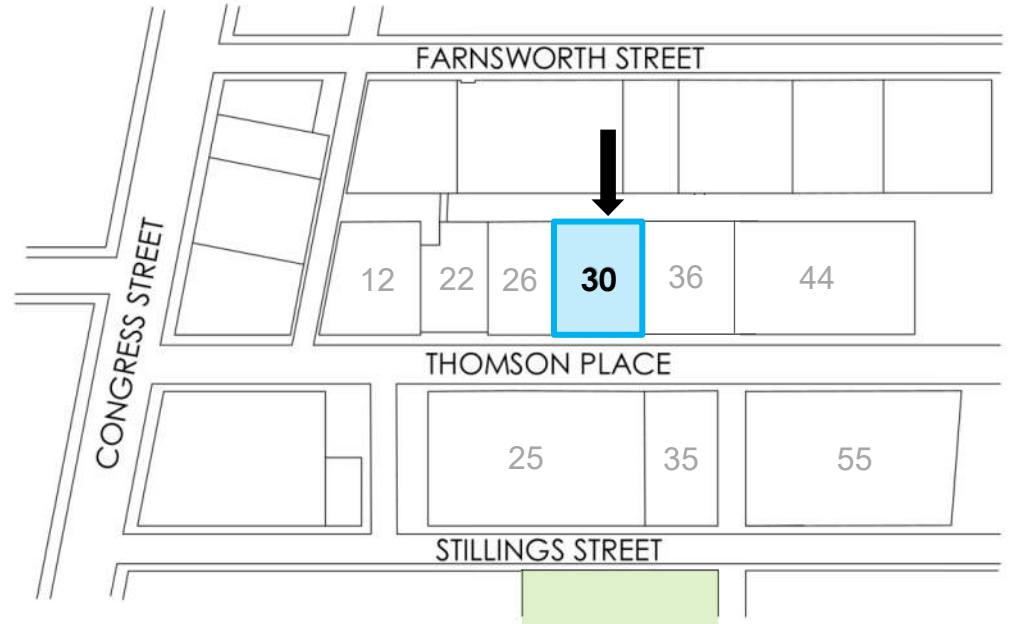 FARNSWORTH STREET
12 22 26 30 36 44
CONGRESS STREET
THOMSON PLACE
25 35 55
STILLINGS STREET